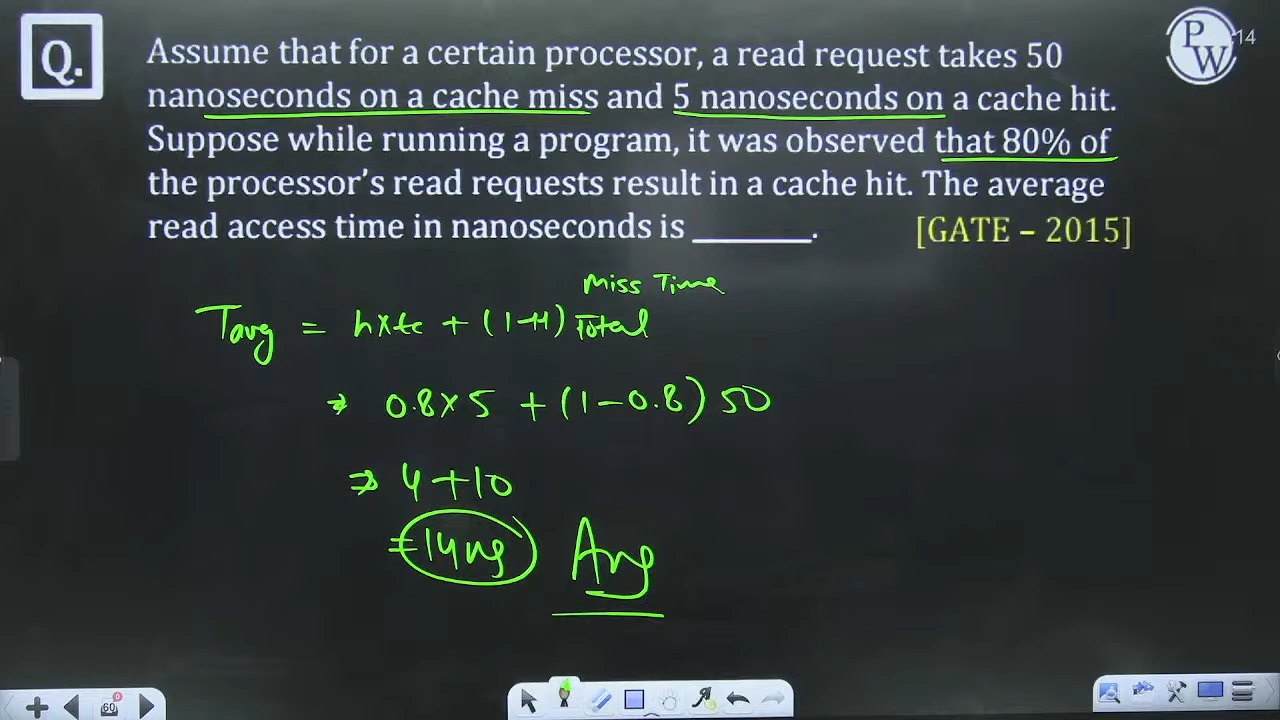 Q.
Assume that for a certain processor, a read request takes 50
nanoseconds on a cache miss and 5 nanoseconds on a cache hit.
Suppose while running a program, it was observed that 80% of
the processor's read requests result in a cache hit. The average
read access time in nanoseconds is ________.
[GATE – 2015]
PW
14
Miss Time
Tavg = h×tc + (1-H) Total
⇒ 0.8×5 + (1-0.8) 50
⇒ 4+10
=14ns Ans
60
0